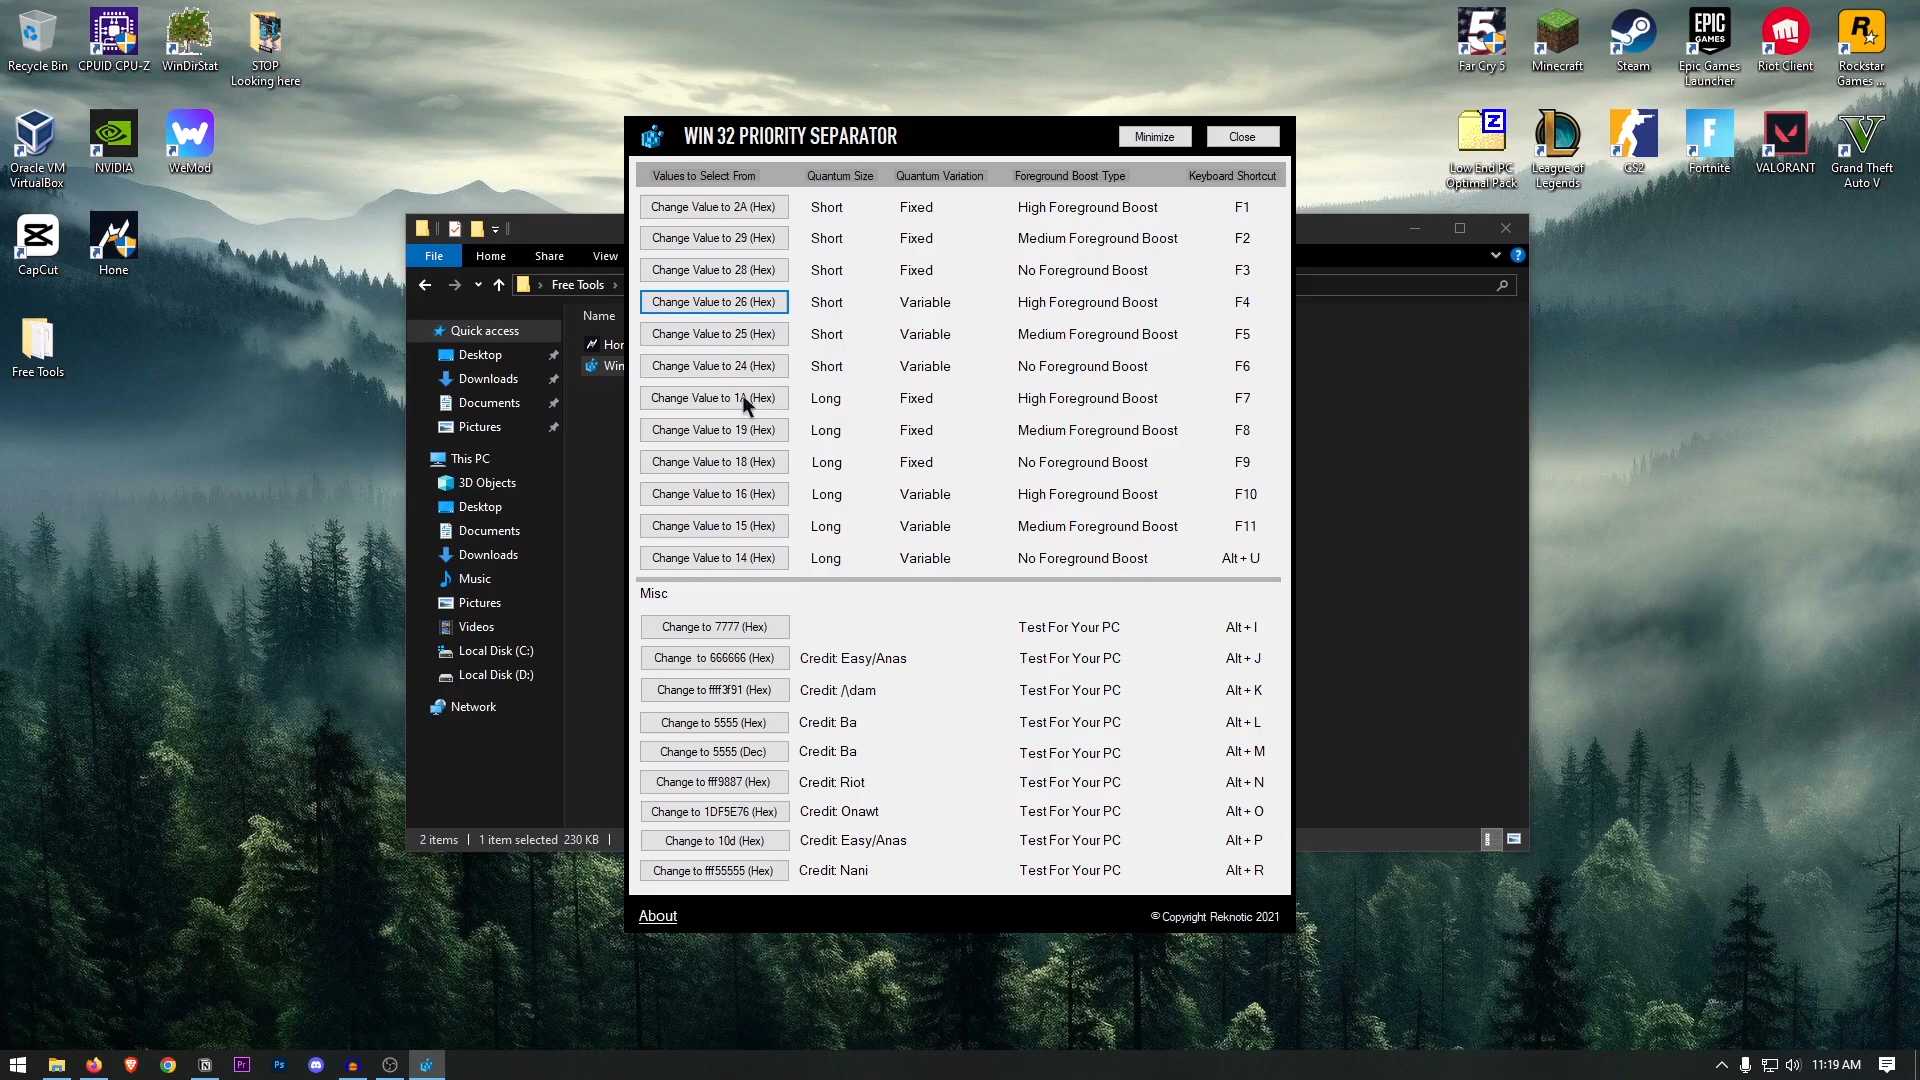 Recycle Bin
CPUID CPU-Z
WinDirStat
STOP
Looking here
Oracle VM
VirtualBox
NVIDIA
WeMod
CapCut
Hone
Free Tools
Far Cry 5
Minecraft
Steam
EPIC
GAMES
Epic Games
Launcher
Riot Client
Rockstar
Games ...
Low End PC
Optimal Pack
League of
Legends
CS2
Fortnite
VALORANT
Grand Theft
Auto V
File
Home
Share
View
Free Tools
Name
Hor
Win
Quick access
Desktop
Downloads
Documents
Pictures
This PC
3D Objects
Desktop
Documents
Downloads
Music
Pictures
Videos
Local Disk (C:)
Local Disk (D:)
Network
2 items
1 item selected 230 KB
WIN 32 PRIORITY SEPARATOR
Minimize
Close
Values to Select From Quantum Size Quantum Variation Foreground Boost Type Keyboard Shortcut
Change Value to 2A (Hex) Short Fixed High Foreground Boost F1
Change Value to 29 (Hex) Short Fixed Medium Foreground Boost F2
Change Value to 28 (Hex) Short Fixed No Foreground Boost F3
Change Value to 26 (Hex) Short Variable High Foreground Boost F4
Change Value to 25 (Hex) Short Variable Medium Foreground Boost F5
Change Value to 24 (Hex) Short Variable No Foreground Boost F6
Change Value to 1A (Hex) Long Fixed High Foreground Boost F7
Change Value to 19 (Hex) Long Fixed Medium Foreground Boost F8
Change Value to 18 (Hex) Long Fixed No Foreground Boost F9
Change Value to 16 (Hex) Long Variable High Foreground Boost F10
Change Value to 15 (Hex) Long Variable Medium Foreground Boost F11
Change Value to 14 (Hex) Long Variable No Foreground Boost Alt + U
Misc
Change to 7777 (Hex) Test For Your PC Alt + I
Change to 666666 (Hex) Credit: Easy/Anas Test For Your PC Alt + J
Change to ffff3f91 (Hex) Credit: /\dam Test For Your PC Alt + K
Change to 5555 (Hex) Credit: Ba Test For Your PC Alt + L
Change to 5555 (Dec) Credit: Ba Test For Your PC Alt + M
Change to fff9887 (Hex) Credit: Riot Test For Your PC Alt + N
Change to 1DF5E76 (Hex) Credit: Onawt Test For Your PC Alt + O
Change to 10d (Hex) Credit: Easy/Anas Test For Your PC Alt + P
Change to fff55555 (Hex) Credit: Nani Test For Your PC Alt + R
About
© Copyright Reknotic 2021
11:19 AM